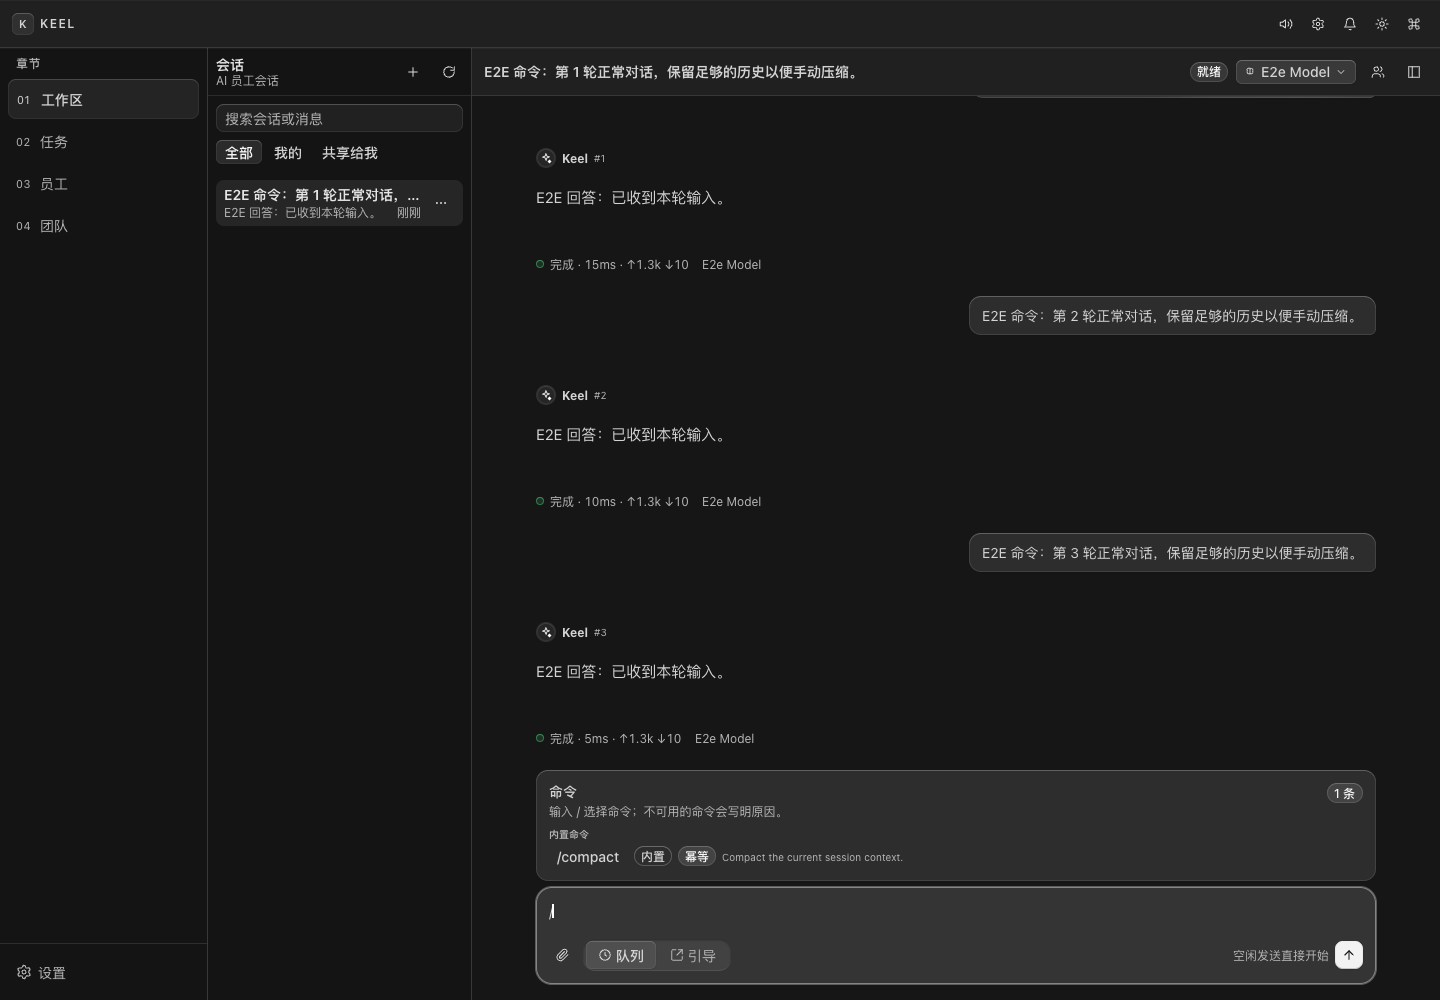 K KEEL
章节
01 工作区
02 任务
03 员工
04 团队
设置
会话
AI 员工会话
搜索会话或消息
全部 我的 共享给我
E2E 命令：第 1 轮正常对话，...
E2E 回答：已收到本轮输入。 刚刚
E2E 命令：第 1 轮正常对话，保留足够的历史以便手动压缩。
就绪 E2e Model
Keel #1
E2E 回答：已收到本轮输入。
完成 · 15ms · ↑1.3k ↓10 E2e Model
E2E 命令：第 2 轮正常对话，保留足够的历史以便手动压缩。
Keel #2
E2E 回答：已收到本轮输入。
完成 · 10ms · ↑1.3k ↓10 E2e Model
E2E 命令：第 3 轮正常对话，保留足够的历史以便手动压缩。
Keel #3
E2E 回答：已收到本轮输入。
完成 · 5ms · ↑1.3k ↓10 E2e Model
命令 1 条
输入 / 选择命令；不可用的命令会写明原因。
内置命令
/compact 内置 幂等 Compact the current session context.
/
队列 引导 空闲发送直接开始